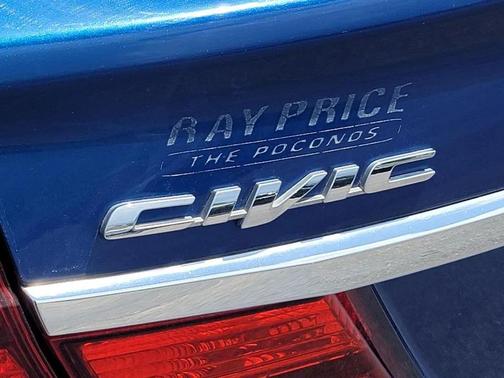 RAY PRICE
THE POCONOS
CIVIC